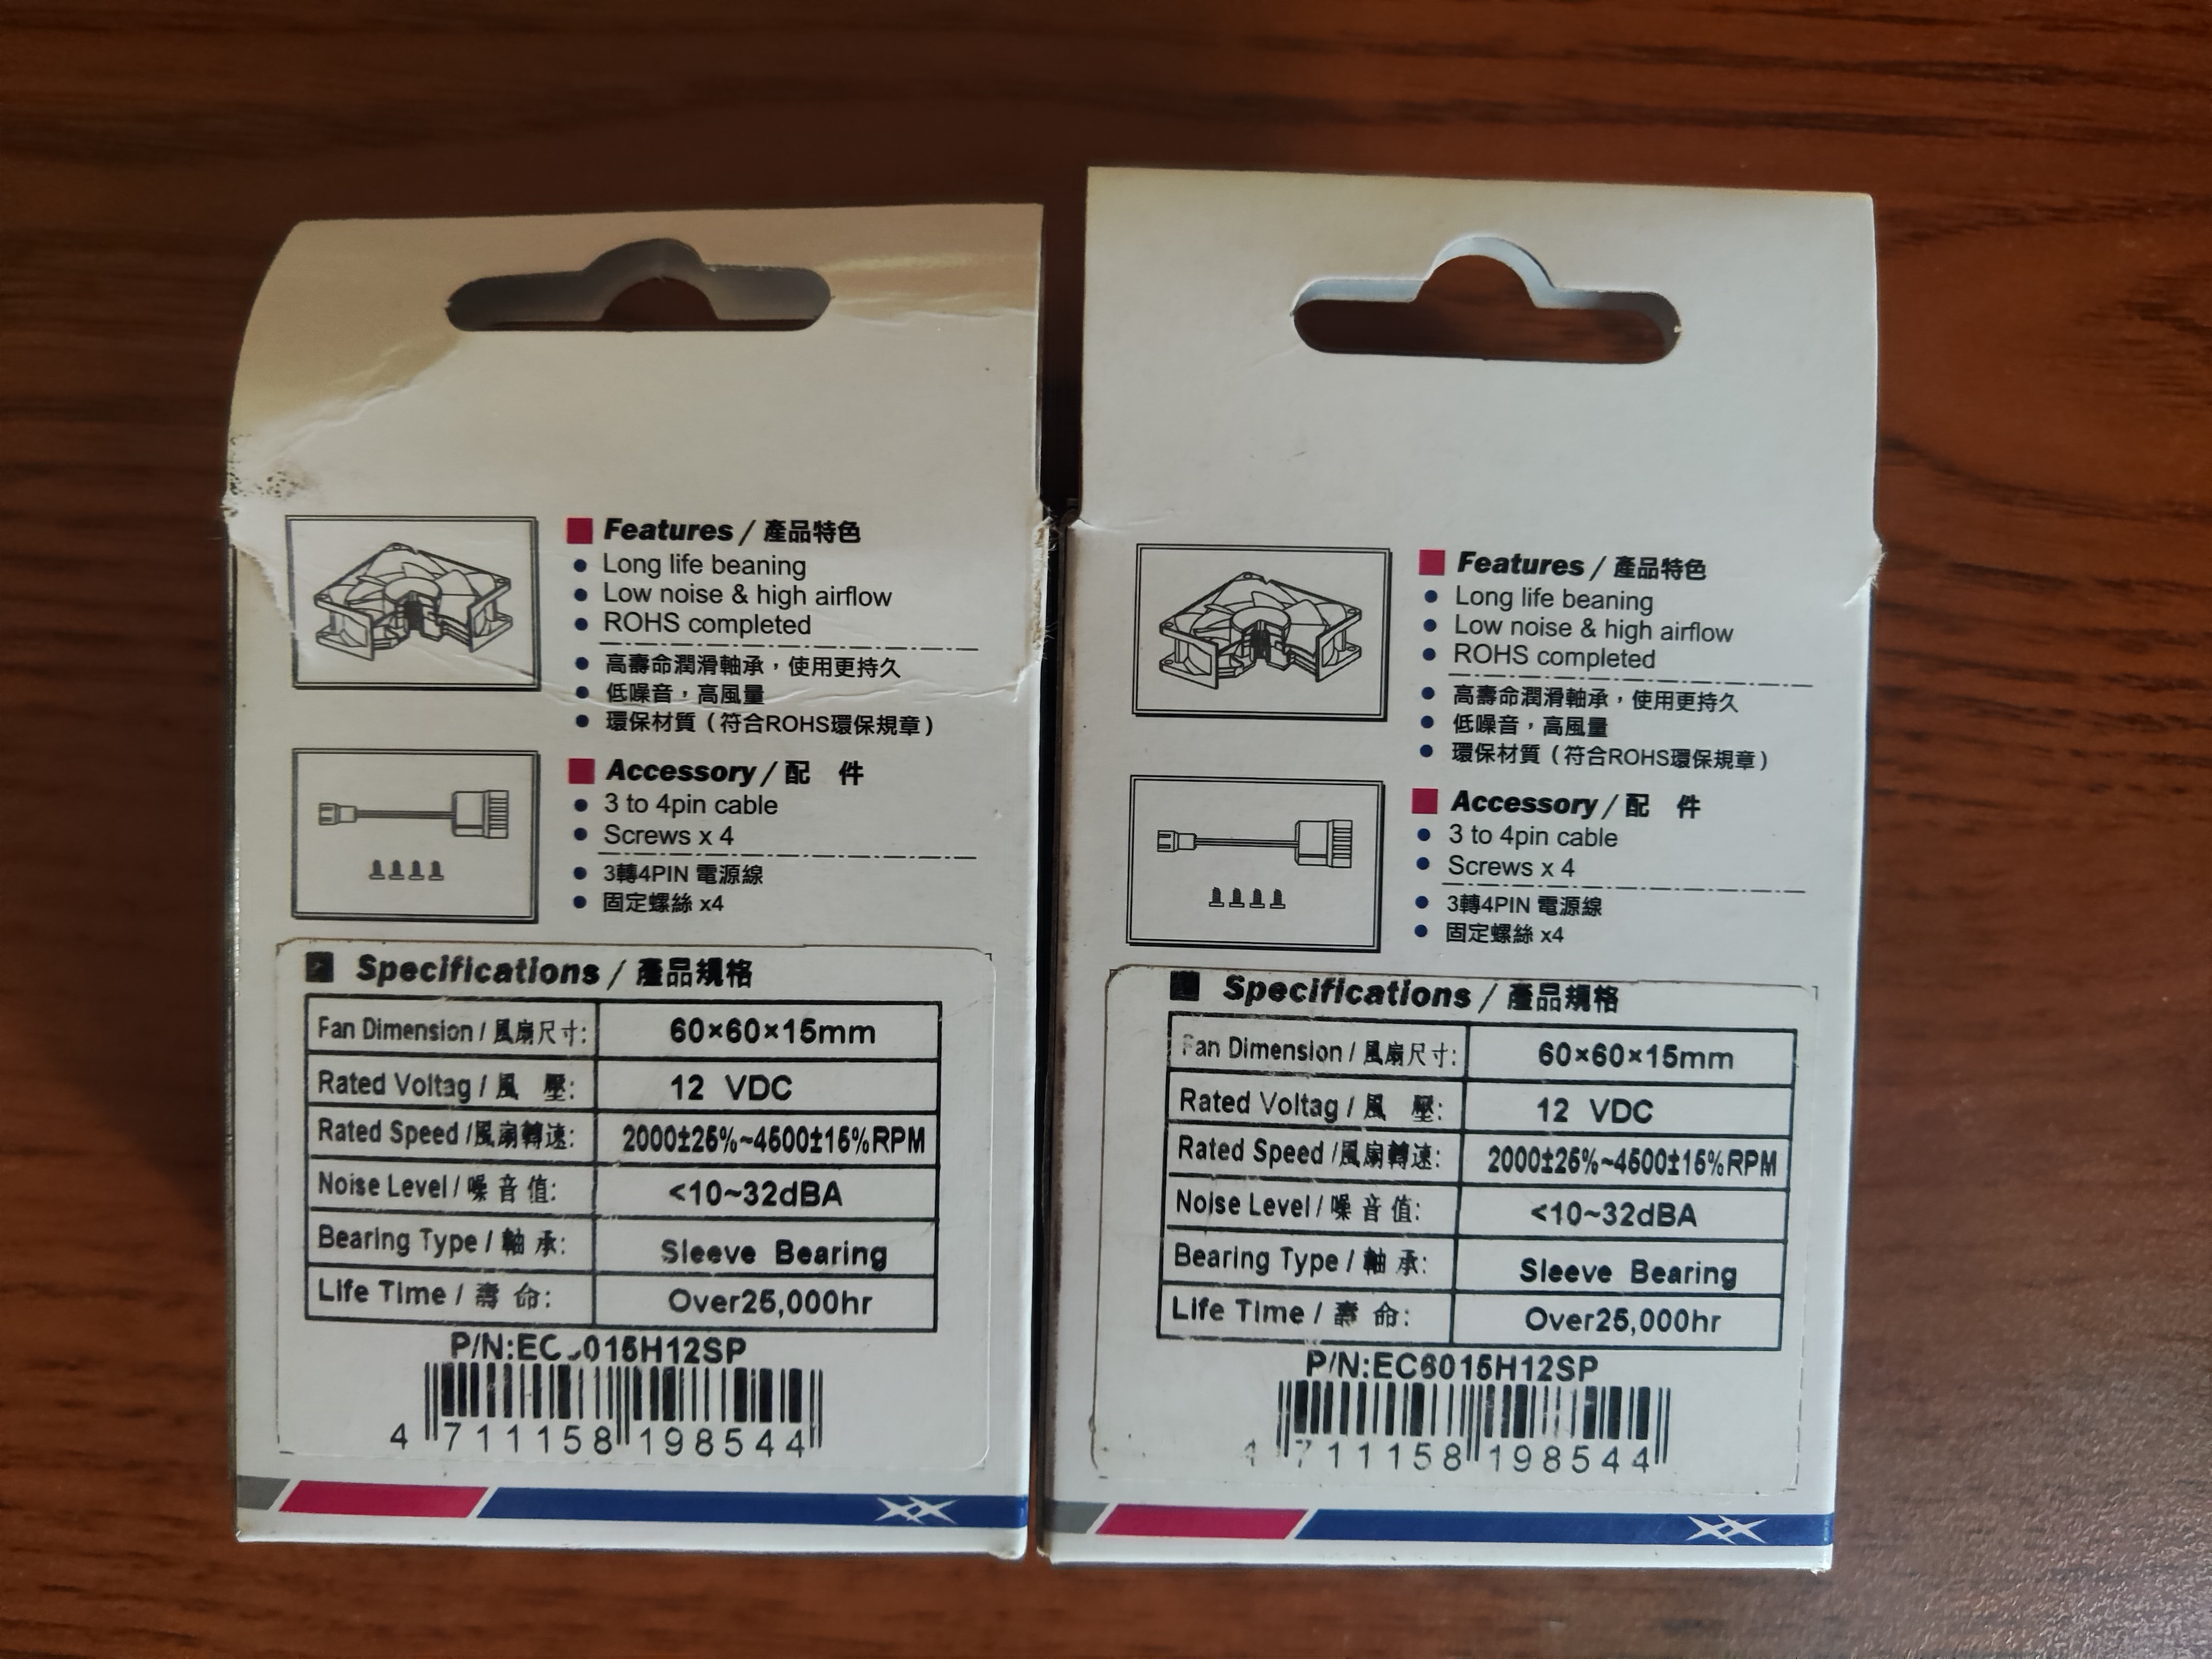 Features / 產品特色
Long life beaning
Low noise & high airflow
ROHS completed
高壽命潤滑軸承，使用更持久
低噪音，高風量
環保材質（符合ROHS環保規章）
Accessory / 配 件
3 to 4pin cable
Screws x 4
3轉4PIN 電源線
固定螺絲 x4
Specifications / 產品規格
Fan Dimension / 風扇尺寸: 60×60×15mm
Rated Voltag / 風 壓: 12 VDC
Rated Speed /風扇轉速: 2000±25%~4500±15%RPM
Noise Level / 噪音值: <10~32dBA
Bearing Type / 軸承: Sleeve Bearing
Life Time / 壽命: Over25,000hr
4 711158 198544
Features / 產品特色
Long life beaning
Low noise & high airflow
ROHS completed
高壽命潤滑軸承，使用更持久
低噪音，高風量
環保材質（符合ROHS環保規章）
Accessory / 配 件
3 to 4pin cable
Screws x 4
3轉4PIN 電源線
固定螺絲 x4
Specifications / 產品規格
Fan Dimension / 風扇尺寸: 60×60×15mm
Rated Voltag / 風 壓: 12 VDC
Rated Speed /風扇轉速: 2000±25%~4500±15%RPM
Noise Level / 噪音值: <10~32dBA
Bearing Type / 軸承: Sleeve Bearing
Life Time / 壽命: Over25,000hr
P/N:EC6015H12SP
4 711158 198544